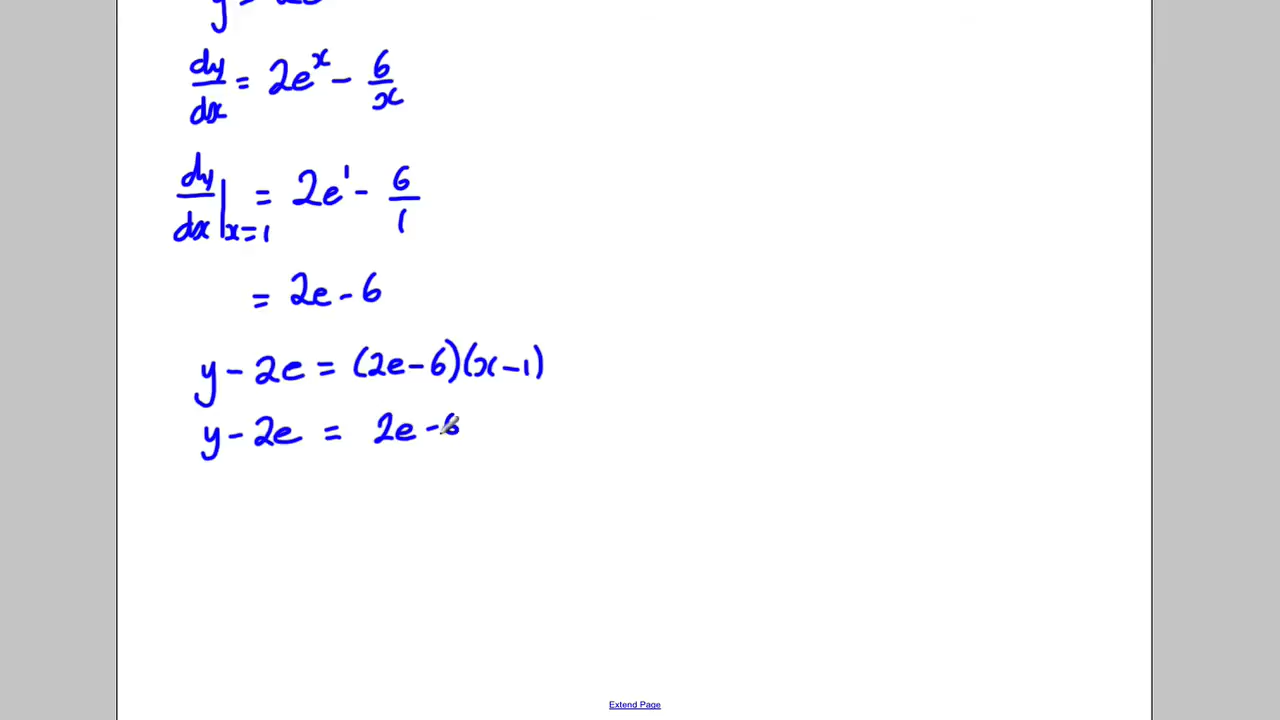 dy/dx = 2e^x - 6/x
dy/dx|x=1 = 2e^1 - 6/1
= 2e - 6
y - 2e = (2e - 6)(x - 1)
y - 2e = 2e - 6
Extend Page